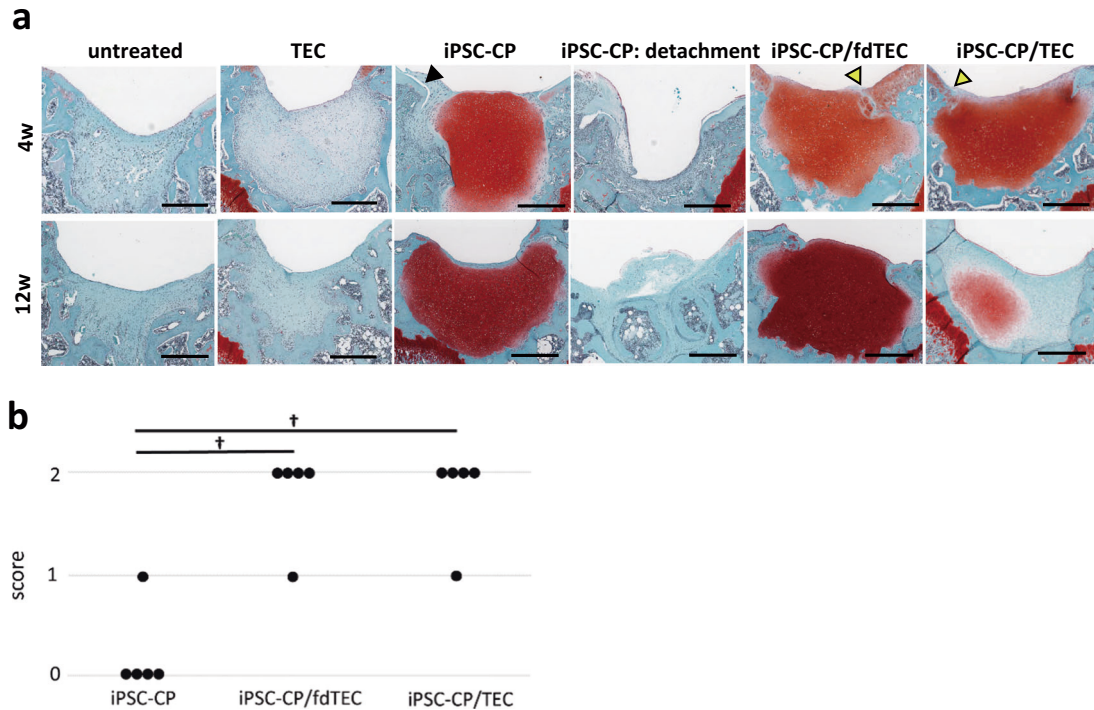 a
untreated TEC iPSC-CP iPSC-CP: detachment iPSC-CP/fdTEC iPSC-CP/TEC
4w
12w
b
†
†
2
1
0
score
iPSC-CP iPSC-CP/fdTEC iPSC-CP/TEC